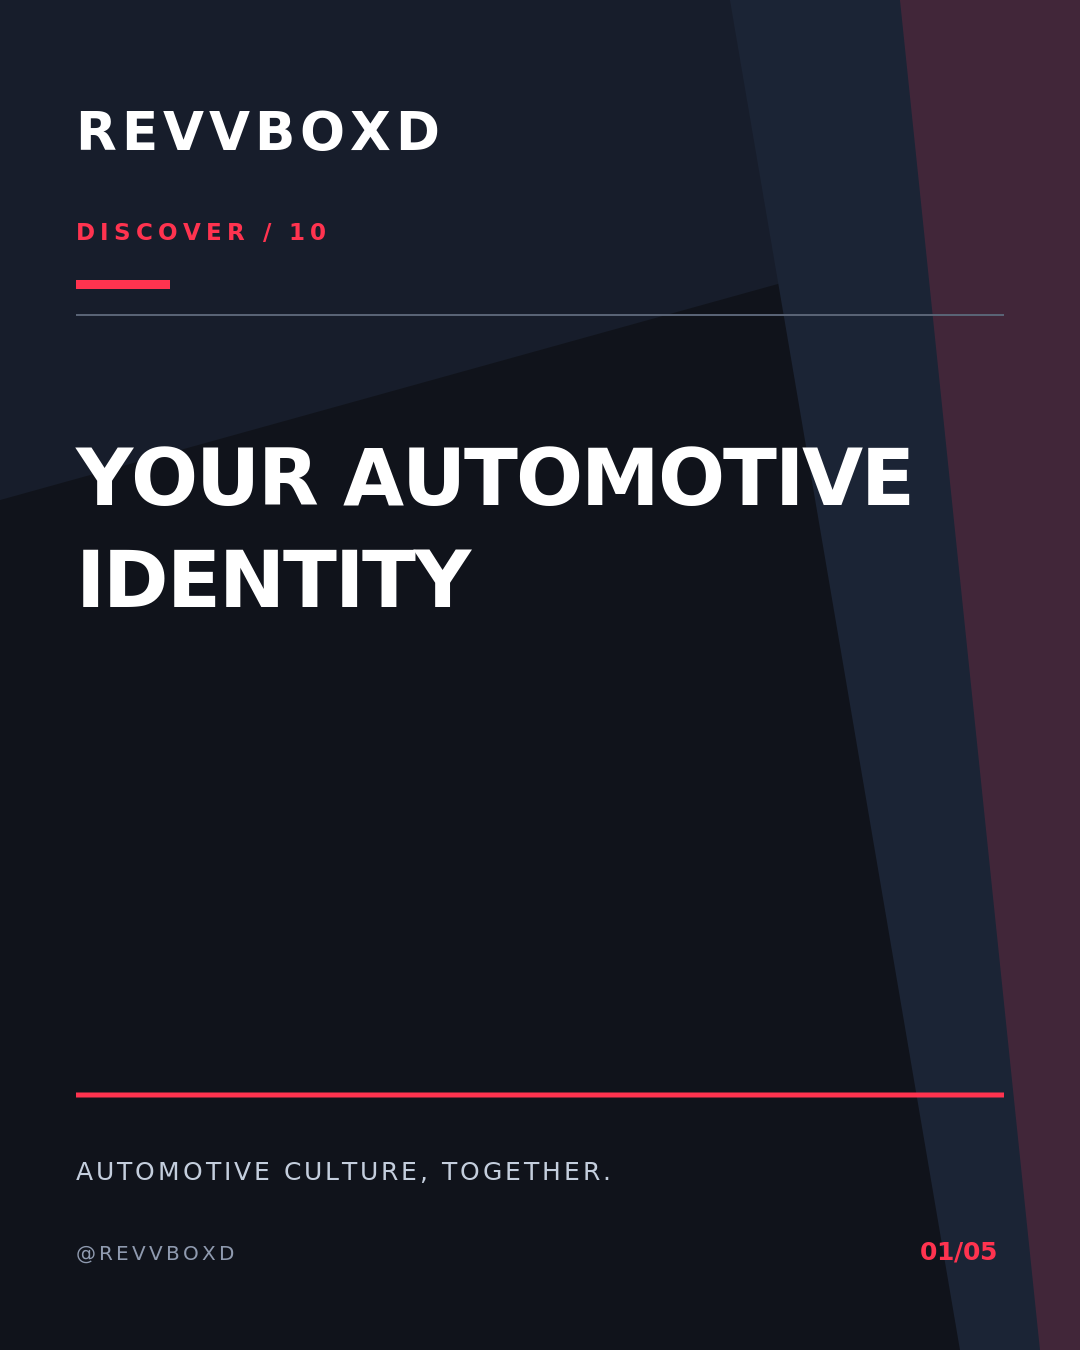 REVVBOXD
DISCOVER / 10
YOUR AUTOMOTIVE
IDENTITY
AUTOMOTIVE CULTURE, TOGETHER.
@REVVBOXD
01/05